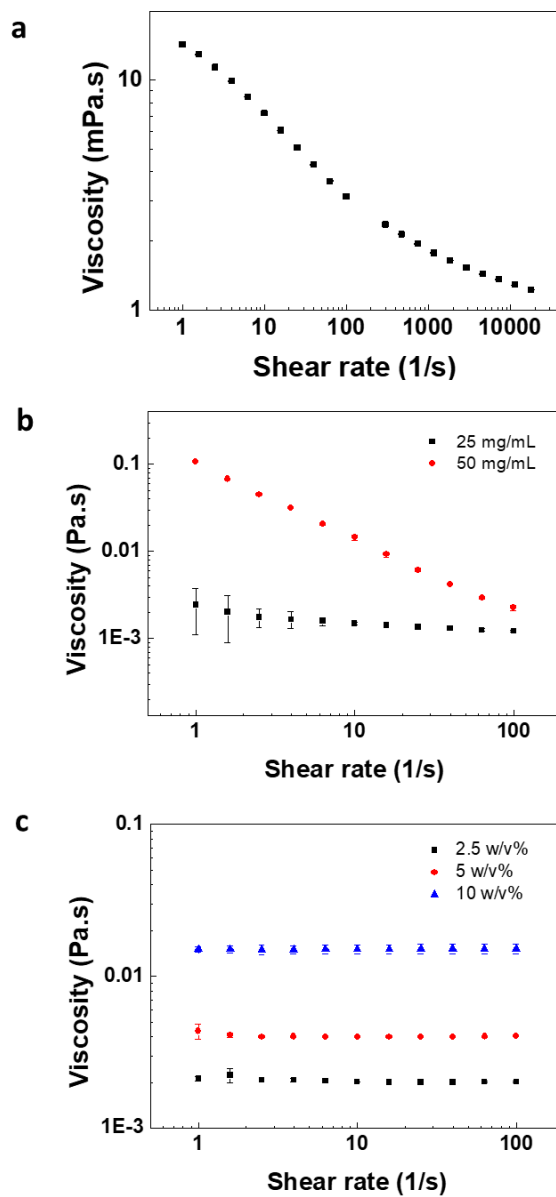 a
10
1
Viscosity (mPa.s)
1 10 100 1000 10000
Shear rate (1/s)
b
25 mg/mL
50 mg/mL
0.1
0.01
1E-3
Viscosity (Pa.s)
1 10 100
Shear rate (1/s)
c
0.1
2.5 w/v%
5 w/v%
10 w/v%
0.01
1E-3
Viscosity (Pa.s)
1 10 100
Shear rate (1/s)